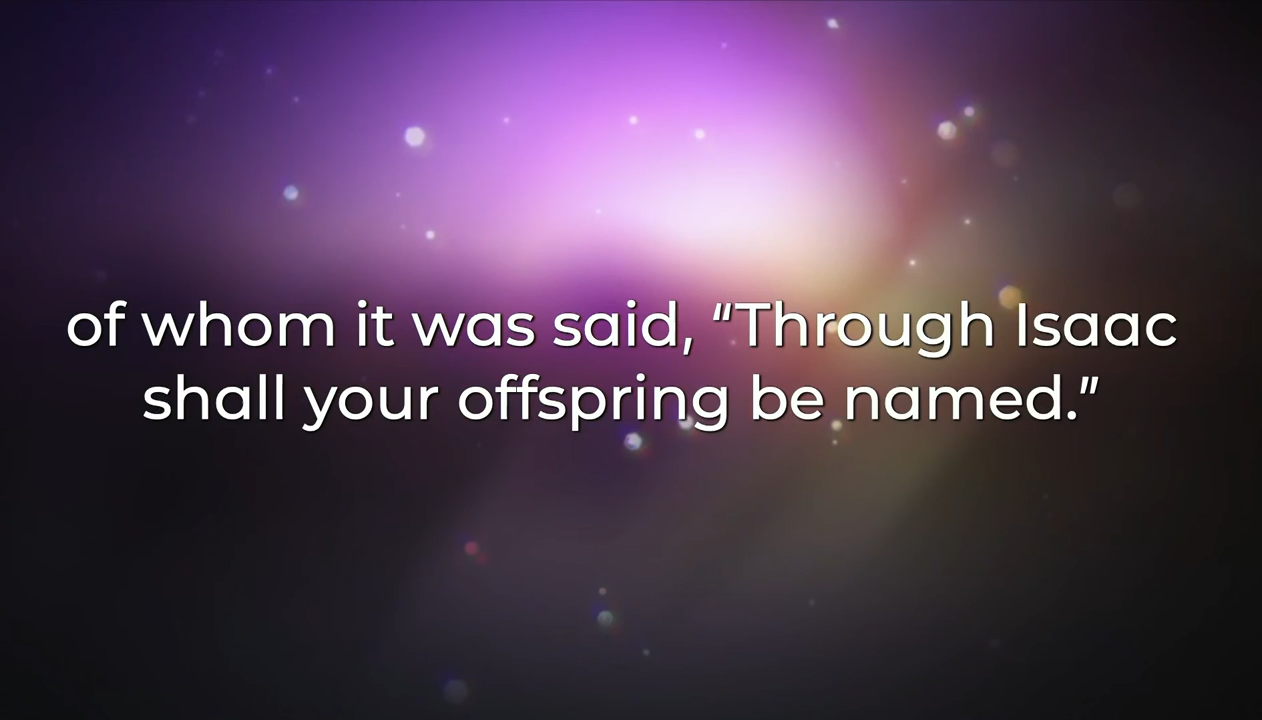 of whom it was said, “Through Isaac
shall your offspring be named.”